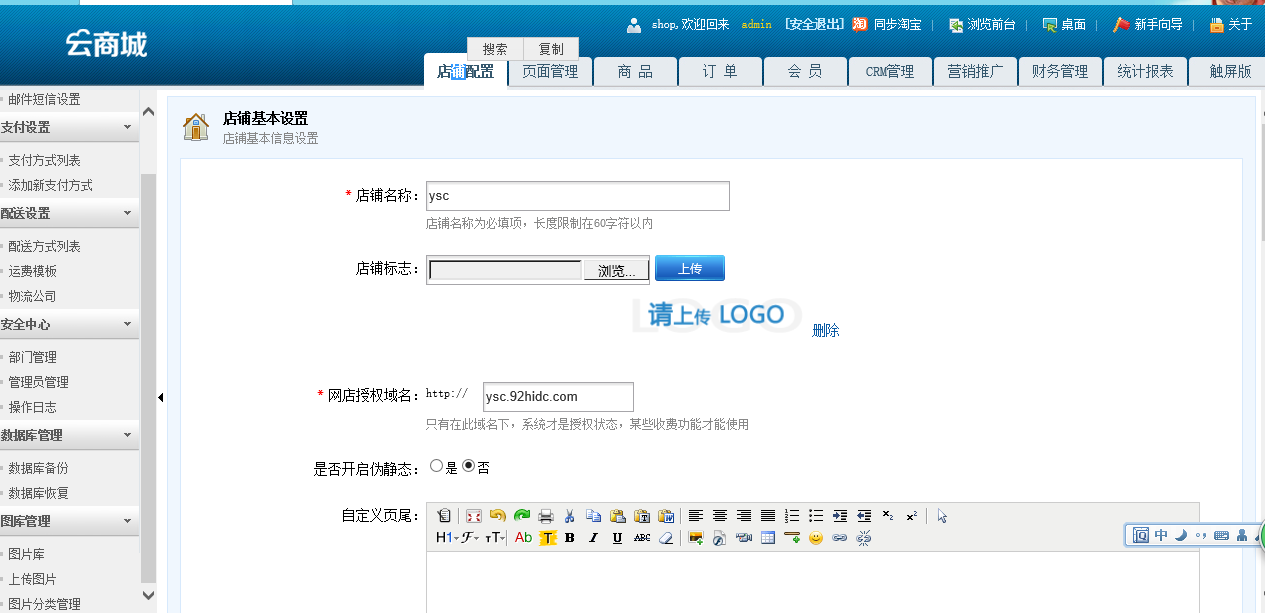 shop,欢迎回来 admin [安全退出] 淘 同步淘宝 浏览前台 桌面 新手向导 关于
云商城
搜索 复制
店铺配置 页面管理 商 品 订 单 会 员 CRM管理 营销推广 财务管理 统计报表 触屏版
邮件短信设置
支付设置
支付方式列表
添加新支付方式
配送设置
配送方式列表
运费模板
物流公司
安全中心
部门管理
管理员管理
操作日志
数据库管理
数据库备份
数据库恢复
图库管理
图片库
上传图片
图片分类管理
店铺基本设置
店铺基本信息设置
* 店铺名称: ysc
店铺名称为必填项，长度限制在60字符以内
店铺标志: 浏览... 上传
请上传 LOGO
删除
* 网店授权域名: http:// ysc.92hidc.com
只有在此域名下，系统才是授权状态，某些收费功能才能使用
是否开启伪静态: 是 否
自定义页尾:
H1 F TT Ab T B I U ABC
中